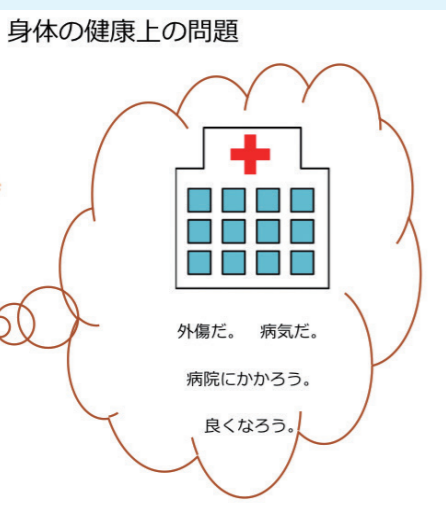 身体の健康上の問題
外傷だ。 病気だ。
病院にかかろう。
良くなろう。